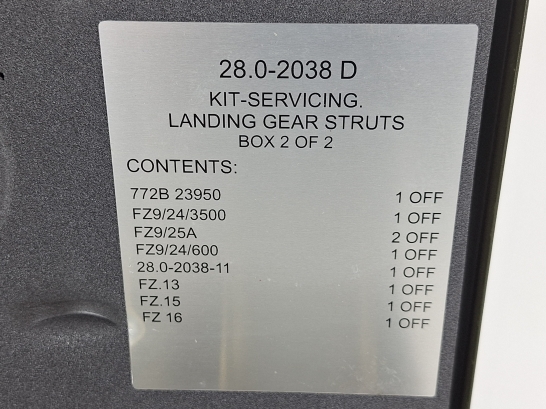 28.0-2038 D
KIT-SERVICING.
LANDING GEAR STRUTS
BOX 2 OF 2
CONTENTS:
772B 23950 1 OFF
FZ9/24/3500 1 OFF
FZ9/25A 2 OFF
FZ9/24/600 1 OFF
28.0-2038-11 1 OFF
FZ.13 1 OFF
FZ.15 1 OFF
FZ 16 1 OFF